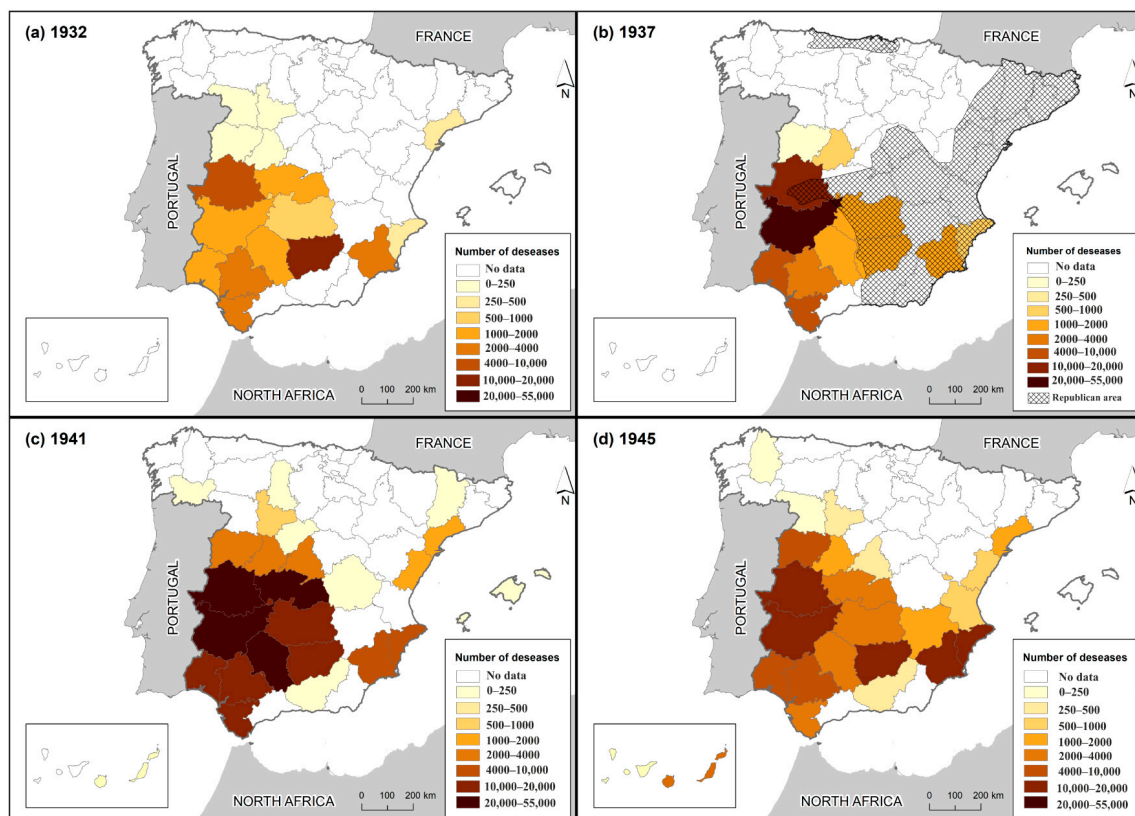 (a) 1932
FRANCE
N
PORTUGAL
Number of deseases
No data
0–250
250–500
500–1000
1000–2000
2000–4000
4000–10,000
10,000–20,000
20,000–55,000
NORTH AFRICA
0 100 200 km
(b) 1937
FRANCE
N
PORTUGAL
Number of deseases
No data
0–250
250–500
500–1000
1000–2000
2000–4000
4000–10,000
10,000–20,000
20,000–55,000
Republican area
NORTH AFRICA
0 100 200 km
(c) 1941
FRANCE
N
PORTUGAL
Number of deseases
No data
0–250
250–500
500–1000
1000–2000
2000–4000
4000–10,000
10,000–20,000
20,000–55,000
NORTH AFRICA
0 100 200 km
(d) 1945
FRANCE
N
PORTUGAL
Number of deseases
No data
0–250
250–500
500–1000
1000–2000
2000–4000
4000–10,000
10,000–20,000
20,000–55,000
NORTH AFRICA
0 100 200 km